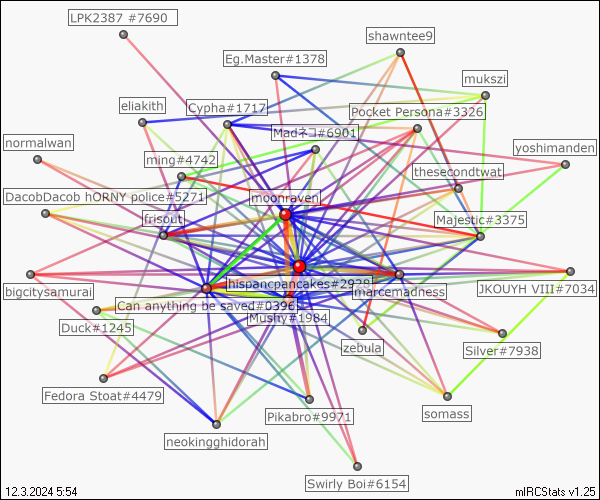 LPK2387 #7690
shawntee9
Eg.Master#1378
mukszi
eliakith
Cypha#1717
Pocket Persona#3326
Madネコ#6901
normalwan
yoshimanden
ming#4742
thesecondtwat
moonraven
DacobDacob hORNY police#5271
frisout
Majestic#3375
hispancpancakes#2928
bigcitysamurai
marcemadness
JKOUYH VIII#7034
Can anything be saved#0396
Mushy#1984
Duck#1245
zebula
Silver#7938
Fedora Stoat#4479
somass
Pikabro#9971
neokingghidorah
Swirly Boi#6154
12.3.2024 5:54
mIRCStats v1.25